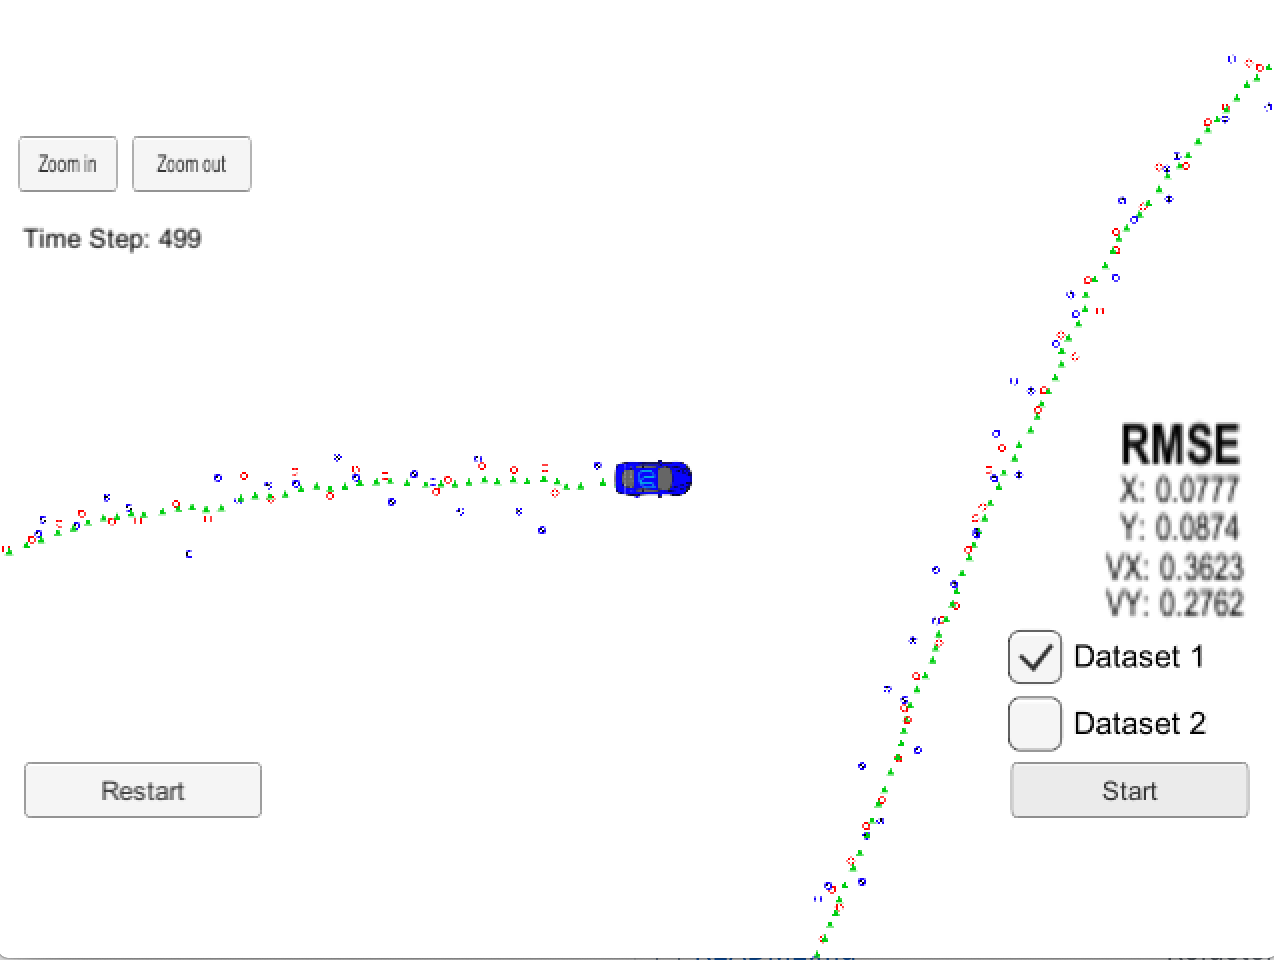 Zoom in
Zoom out
Time Step: 499
RMSE
X: 0.0777
Y: 0.0874
VX: 0.3623
VY: 0.2762
Dataset 1
Dataset 2
Restart
Start